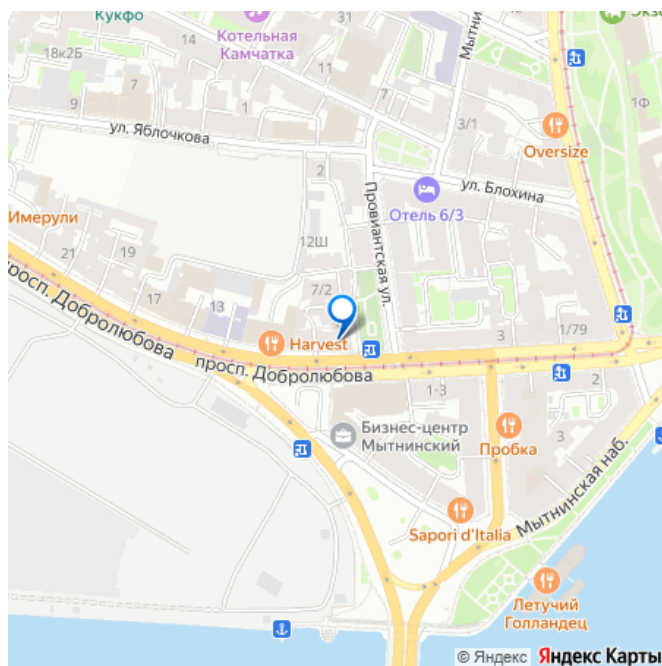 Кукфо
Котельная
Камчатка
31
11
18к2Б
7
7
9
1
ул. Яблочкова
Мытнинская
3/1
1Ф
Oversize
2
ул. Блохина
Отель 6/3
Провиантская ул.
Имерули
21
19
12Ш
17
13
7/2
Harvest
3
1/79
просп. Добролюбова
просп. Добролюбова
1-3
2
Бизнес-центр
Мытнинский
Пробка
3
Мытнинская наб.
Sapori d'Italia
Летучий
Голландец
© Яндекс Яндекс Карты